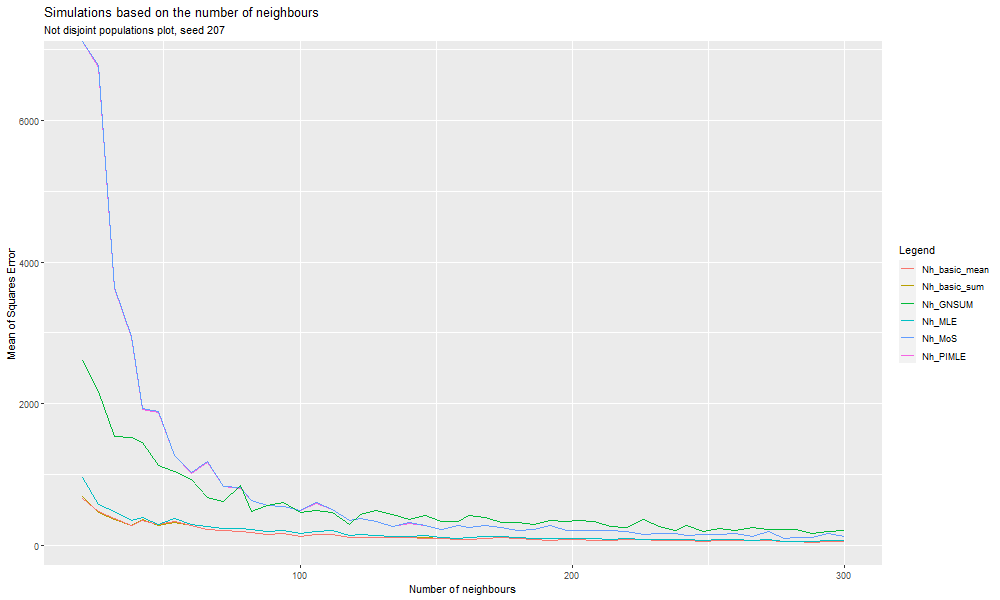 Simulations based on the number of neighbours
Not disjoint populations plot, seed 207
Mean of Squares Error
6000
4000
2000
0
100
200
300
Number of neighbours
Legend
Nh_basic_mean
Nh_basic_sum
Nh_GNSUM
Nh_MLE
Nh_MoS
Nh_PIMLE